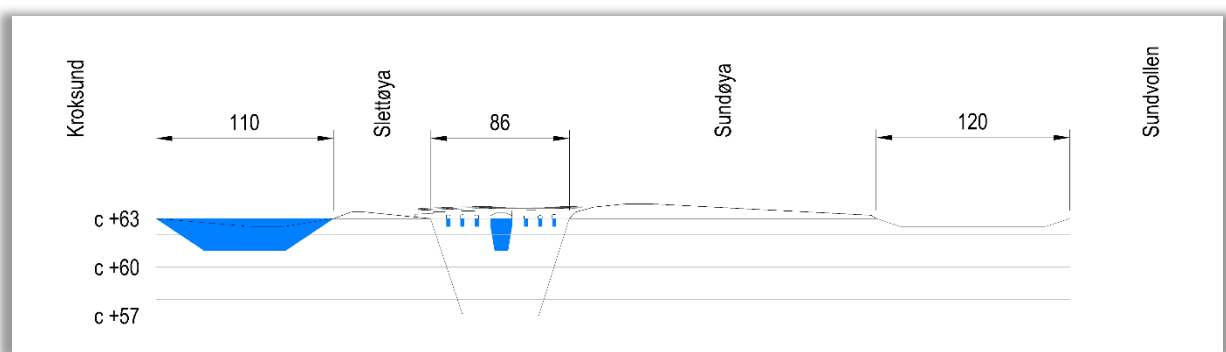 Kroksund
110
Slettøya
86
Sundøya
120
Sundvollen
c +63
c +60
c +57